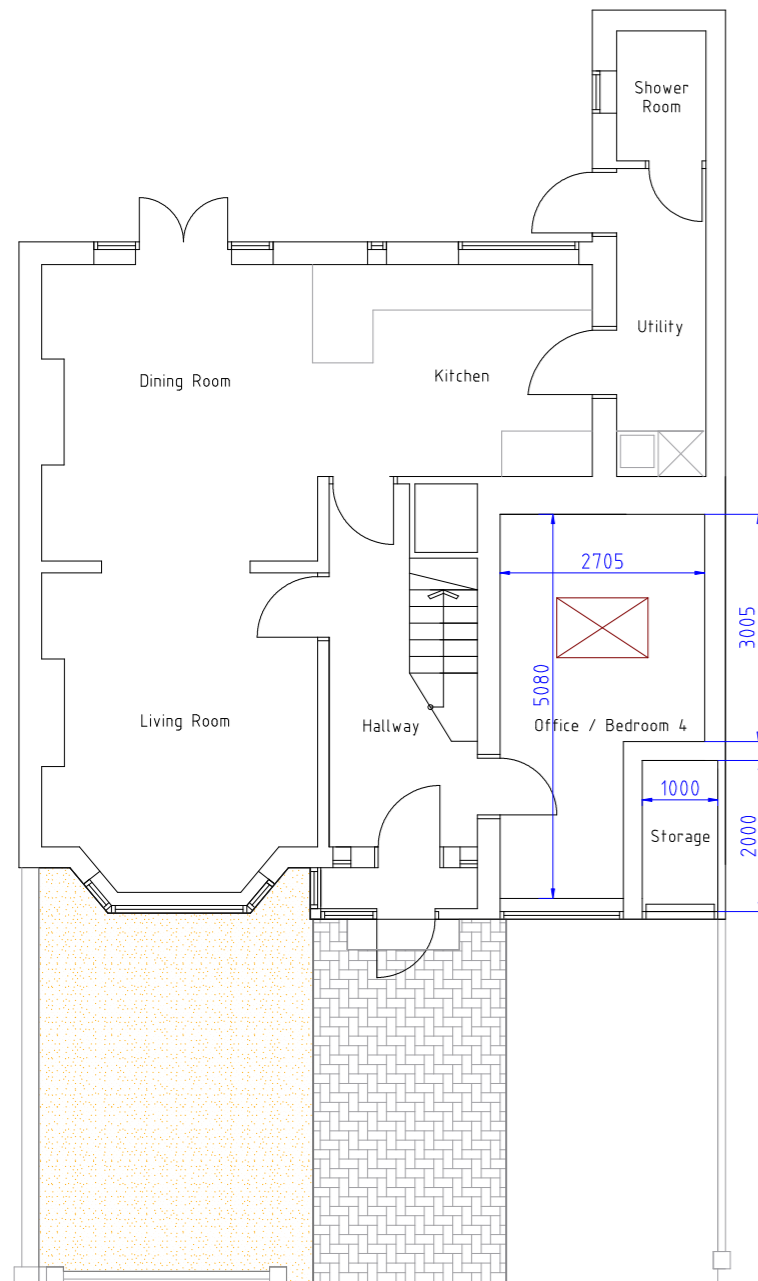 Shower
Room
Utility
Dining Room
Kitchen
2705
3005
5080
Living Room
Hallway
Office / Bedroom 4
1000
Storage
2000